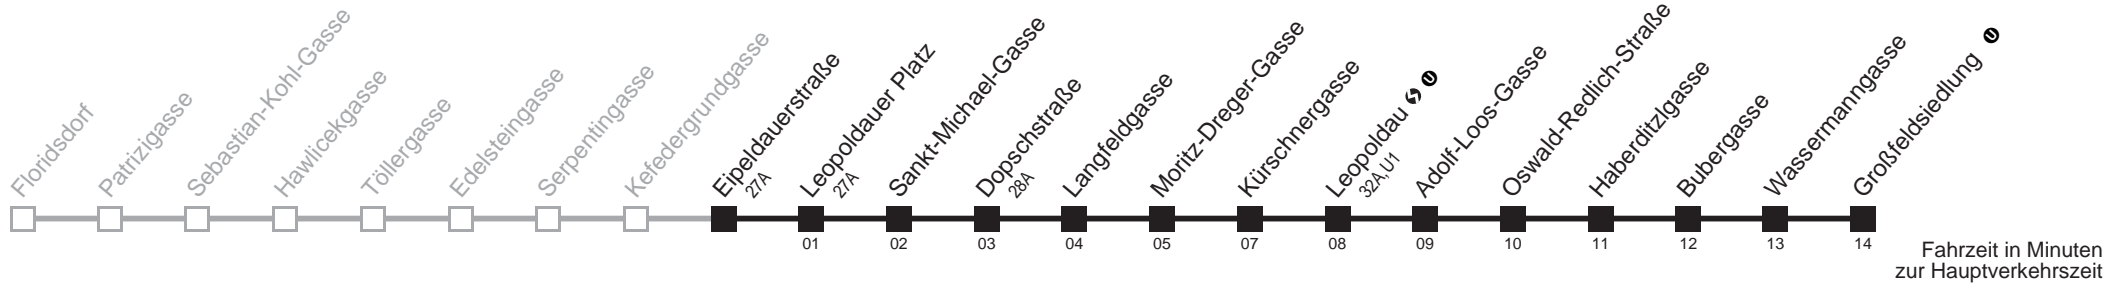 Floridsdorf
Patrizigasse
Sebastian-Kohl-Gasse
Hawlicekgasse
Töllergasse
Edelsteingasse
Serpentingasse
Kefedergrundgasse
Eipeldauerstraße
27A
Leopoldauer Platz
27A
Sankt-Michael-Gasse
Dopschstraße
28A
Langfeldgasse
Moritz-Dreger-Gasse
Kürschnergasse
Leopoldau
32A,U1
U
Adolf-Loos-Gasse
Oswald-Redlich-Straße
Haberditzlgasse
Bubergasse
Wassermanngasse
Großfeldsiedlung U
01 02 03 04 05 07 08 09 10 11 12 13 14
Fahrzeit in Minuten
zur Hauptverkehrszeit